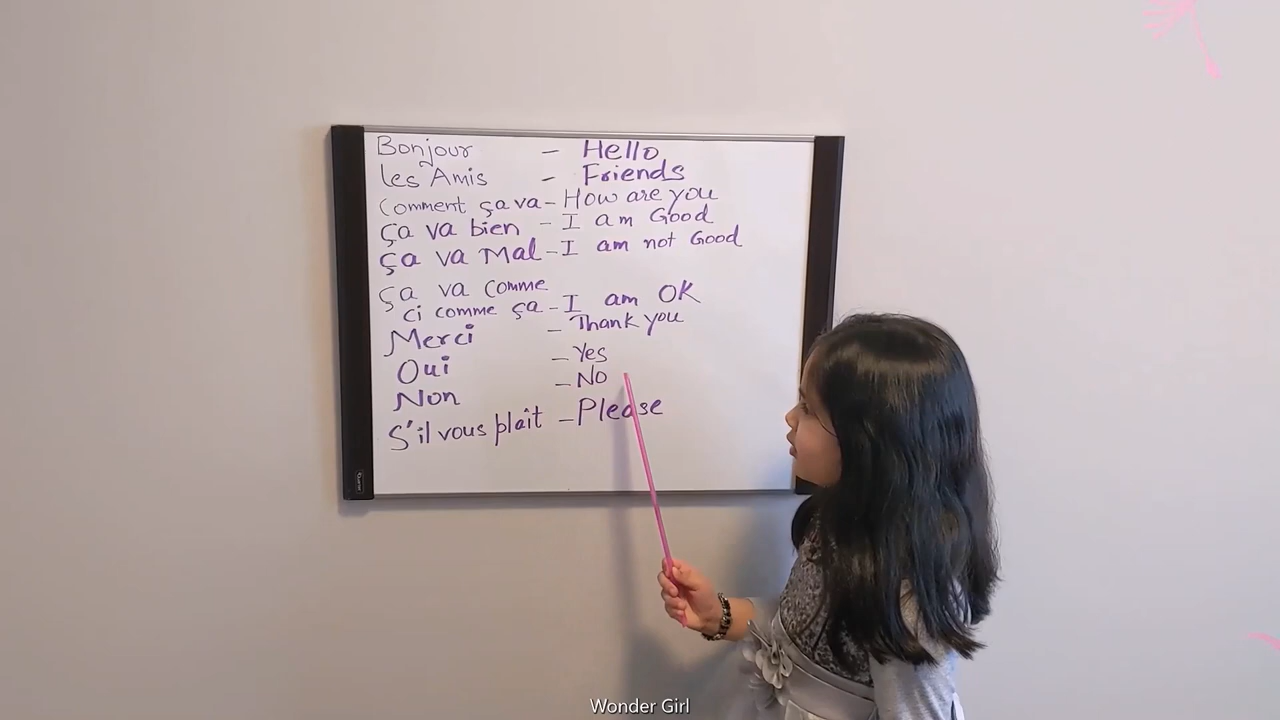 Bonjour - Hello
les Amis - Friends
Comment ça va - How are you
ça va bien - I am Good
ça va Mal - I am not Good
ça va comme
ci comme ça - I am OK
Merci - Thank you
Oui - Yes
Non - No
S'il vous plaît - Please
Wonder Girl